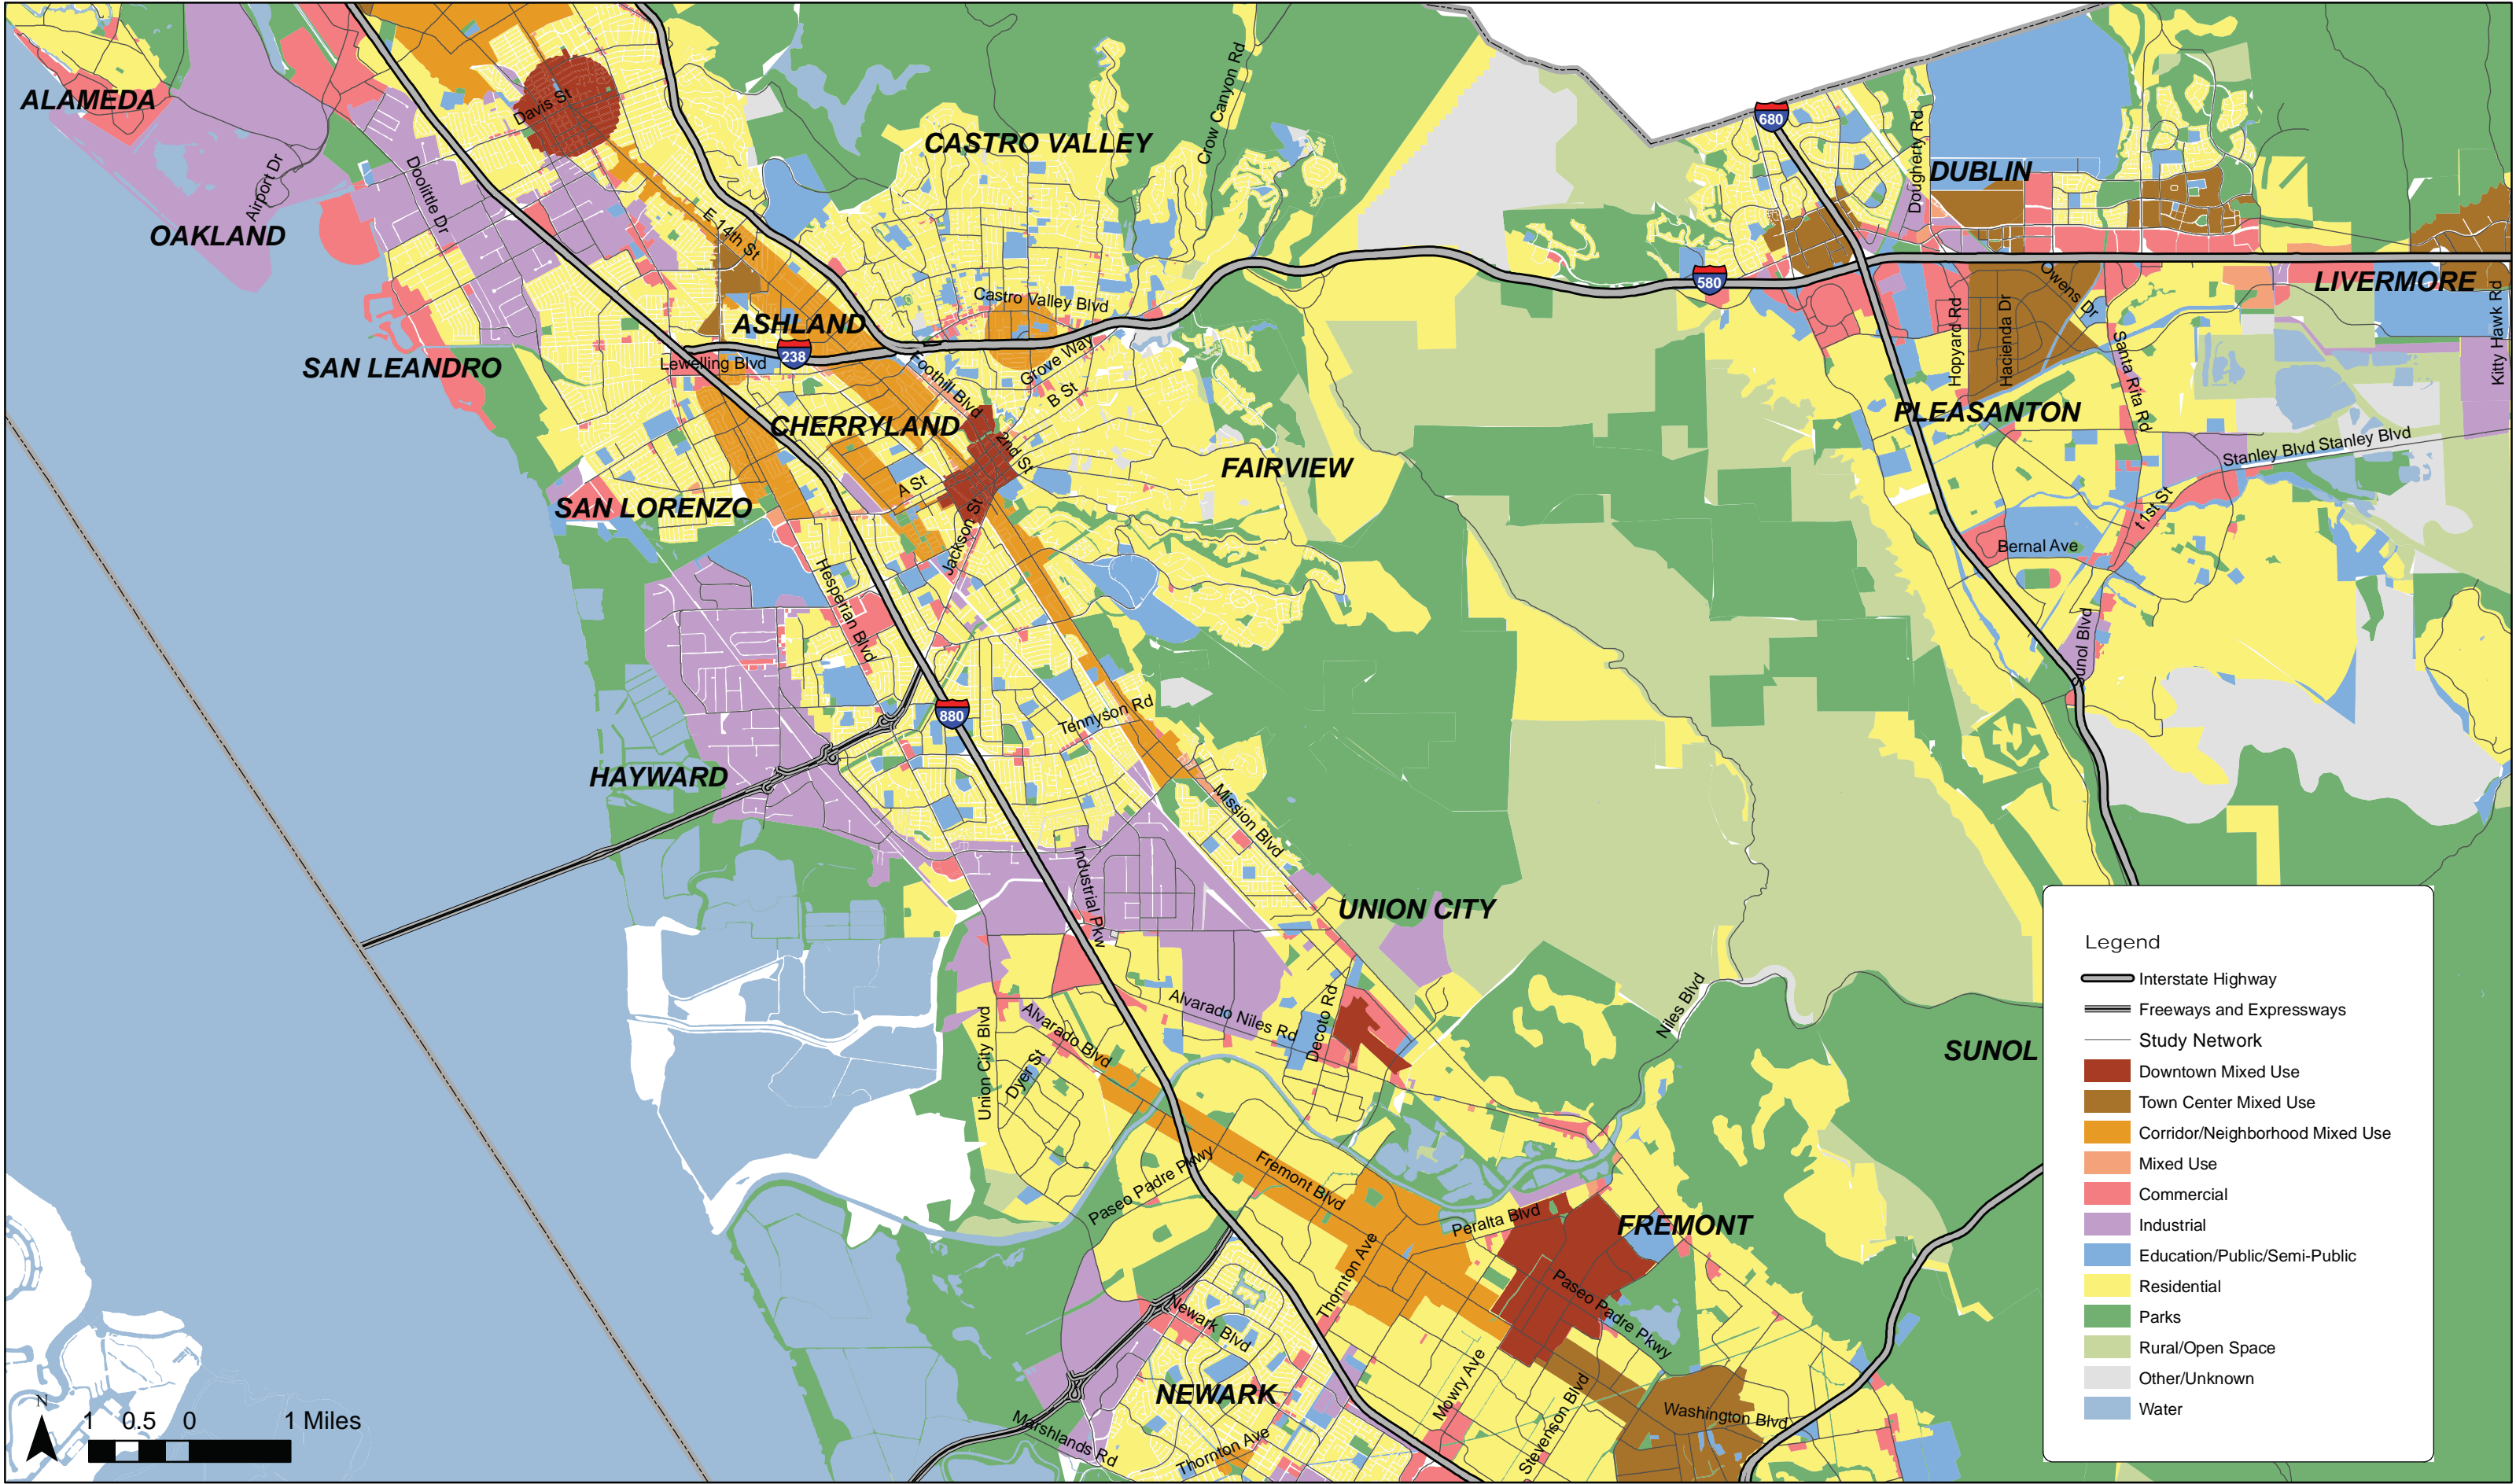 ALAMEDA
Davis St
CASTRO VALLEY
Crow Canyon Rd
680
Dougherty Rd
DUBLIN
Airport Dr
Doolittle Dr
OAKLAND
E 14th St
580
Owens Dr
LIVERMORE
Kitty Hawk Rd
Castro Valley Blvd
ASHLAND
238
Lewelling Blvd
Foothill Blvd
Grove Way
B St
Hopyard Rd
Hacienda Dr
Santa Rita Rd
SAN LEANDRO
CHERRYLAND
2nd St
FAIRVIEW
PLEASANTON
Stanley Blvd Stanley Blvd
A St
SAN LORENZO
Jackson St
t1st St
Bernal Ave
Hesperian Blvd
Sunol Blvd
880
Tennyson Rd
HAYWARD
Mission Blvd
Industrial Pkw
UNION CITY
Alvarado Niles Rd
Decoto Rd
Niles Blvd
Union City Blvd
Alvarado Blvd
Dyer St
SUNOL
Paseo Padre Pkwy
Fremont Blvd
Peralta Blvd
FREMONT
Thornton Ave
Paseo Padre Pkwy
Newark Blvd
NEWARK
Mowry Ave
Stevenson Blvd
Washington Blvd
Marshlands Rd
Thornton Ave
N
1 0.5 0 1 Miles
Legend
Interstate Highway
Freeways and Expressways
Study Network
Downtown Mixed Use
Town Center Mixed Use
Corridor/Neighborhood Mixed Use
Mixed Use
Commercial
Industrial
Education/Public/Semi-Public
Residential
Parks
Rural/Open Space
Other/Unknown
Water